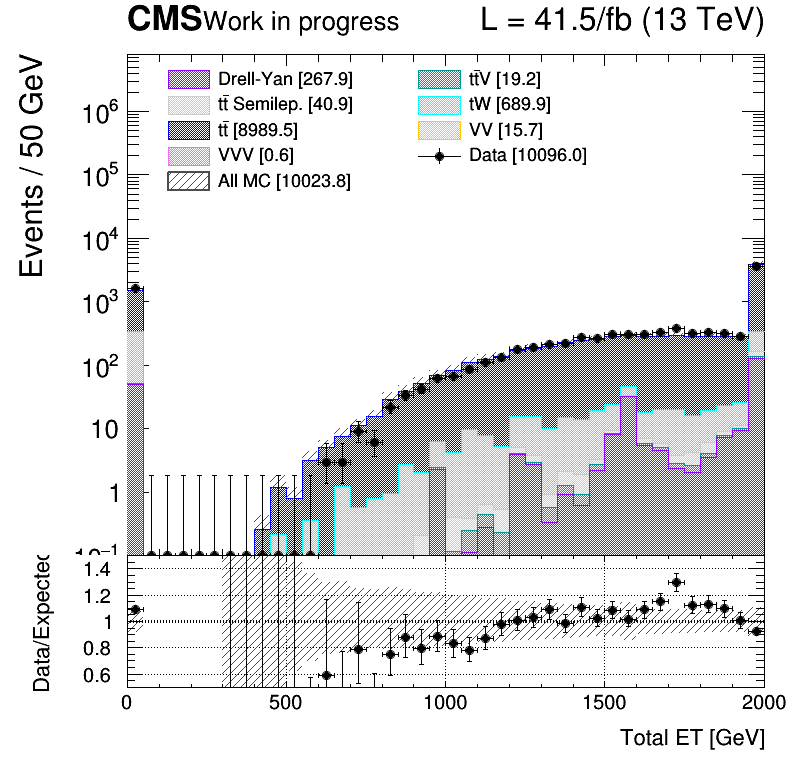 CMS Work in progress L = 41.5/fb (13 TeV)
Events / 50 GeV
Drell-Yan [267.9] tt̄V [19.2]
tt̄ Semilep. [40.9] tW [689.9]
tt̄ [8989.5] VV [15.7]
VVV [0.6] Data [10096.0]
All MC [10023.8]
10⁶
10⁵
10⁴
10³
10²
10
1
10⁻¹
Data/Expected
1.4
1.2
1
0.8
0.6
0 500 1000 1500 2000
Total ET [GeV]